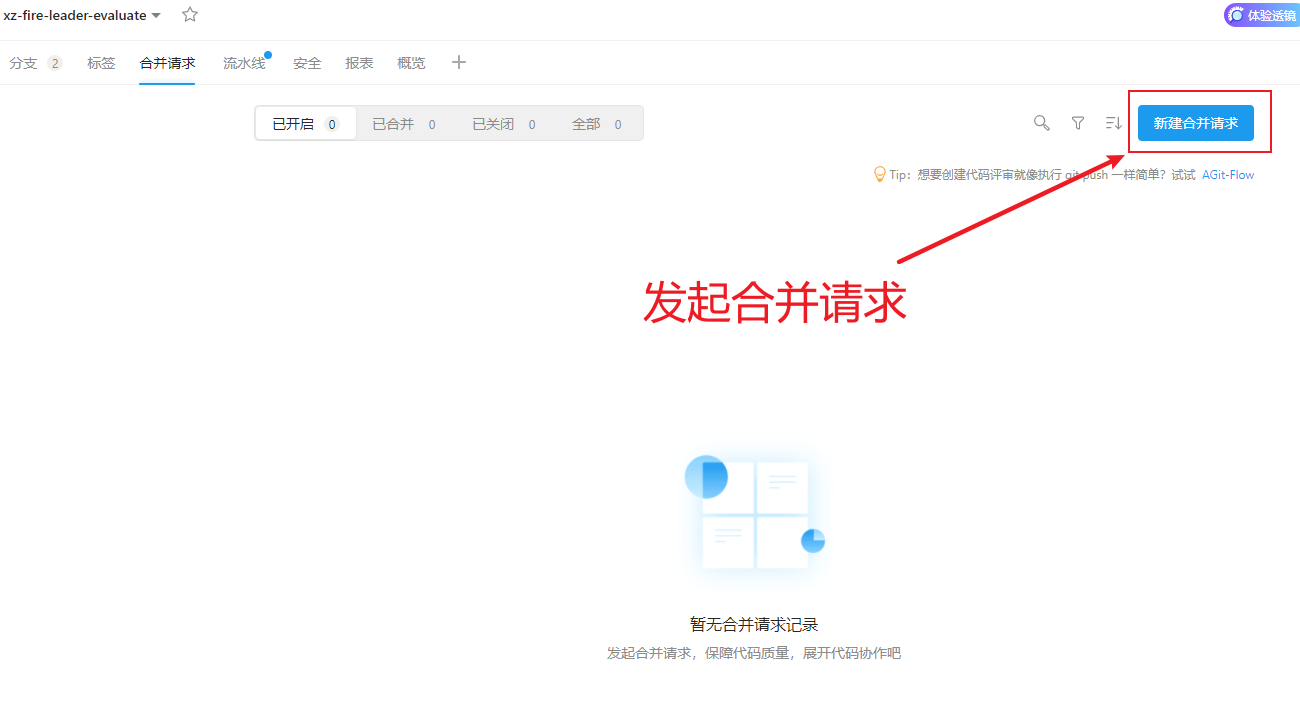 xz-fire-leader-evaluate
体验透镜
分支 2 标签 合并请求 流水线 安全 报表 概览
已开启 0 已合并 0 已关闭 0 全部 0
新建合并请求
Tip: 想要创建代码评审就像执行 git push 一样简单？试试 AGit-Flow
发起合并请求
暂无合并请求记录
发起合并请求，保障代码质量，展开代码协作吧